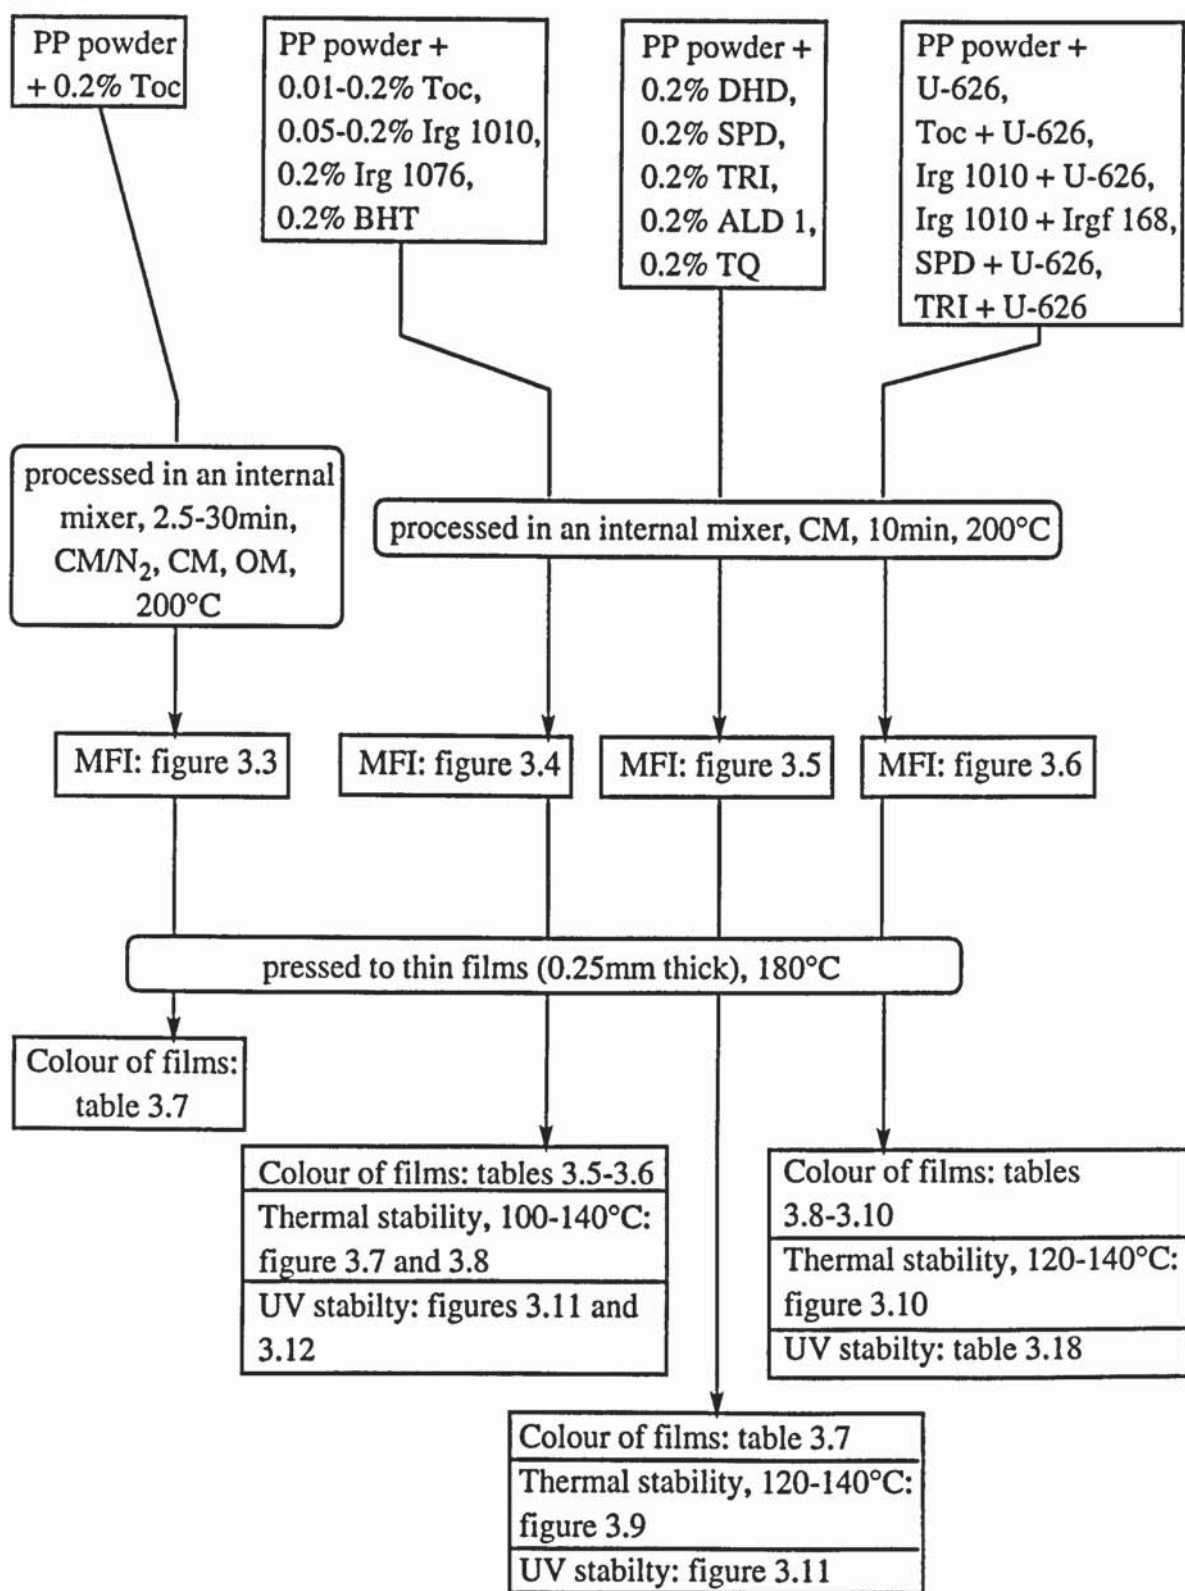 PP powder
+ 0.2% Toc
PP powder +
0.01-0.2% Toc,
0.05-0.2% Irg 1010,
0.2% Irg 1076,
0.2% BHT
PP powder +
0.2% DHD,
0.2% SPD,
0.2% TRI,
0.2% ALD 1,
0.2% TQ
PP powder +
U-626,
Toc + U-626,
Irg 1010 + U-626,
Irg 1010 + Irgf 168,
SPD + U-626,
TRI + U-626
processed in an internal
mixer, 2.5-30min,
CM/N₂, CM, OM,
200°C
processed in an internal mixer, CM, 10min, 200°C
MFI: figure 3.3
MFI: figure 3.4
MFI: figure 3.5
MFI: figure 3.6
pressed to thin films (0.25mm thick), 180°C
Colour of films:
table 3.7
Colour of films: tables 3.5-3.6
Thermal stability, 100-140°C:
figure 3.7 and 3.8
UV stabilty: figures 3.11 and
3.12
Colour of films: tables
3.8-3.10
Thermal stability, 120-140°C:
figure 3.10
UV stabilty: table 3.18
Colour of films: table 3.7
Thermal stability, 120-140°C:
figure 3.9
UV stabilty: figure 3.11